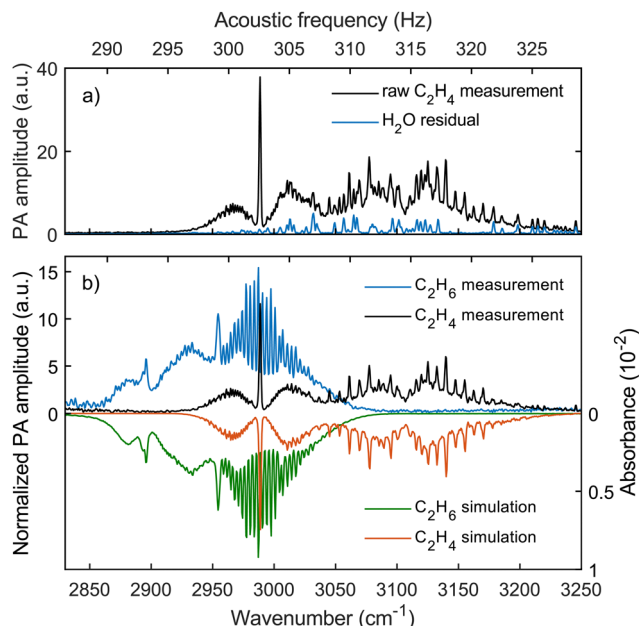 Acoustic frequency (Hz)
290 295 300 305 310 315 320 325
40
20
0
PA amplitude (a.u.)
a)
raw C₂H₄ measurement
H₂O residual
15
10
5
0
Normalized PA amplitude (a.u.)
b)
C₂H₆ measurement
C₂H₄ measurement
C₂H₆ simulation
C₂H₄ simulation
0
0.5
1
Absorbance (10⁻²)
2850 2900 2950 3000 3050 3100 3150 3200 3250
Wavenumber (cm⁻¹)